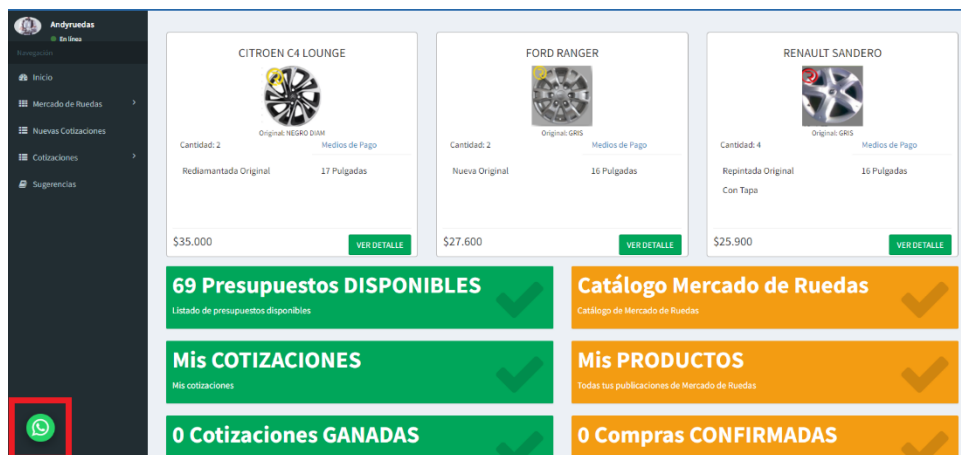 Andyruedas
En línea
Navegación
Inicio
Mercado de Ruedas
Nuevas Cotizaciones
Cotizaciones
Sugerencias
CITROEN C4 LOUNGE
Original: NEGRO DIAM
Cantidad: 2
Medios de Pago
Rediamantada Original
17 Pulgadas
$35.000
VER DETALLE
FORD RANGER
Original: GRIS
Cantidad: 2
Medios de Pago
Nueva Original
16 Pulgadas
$27.600
VER DETALLE
RENAULT SANDERO
Original: GRIS
Cantidad: 4
Medios de Pago
Repintada Original
16 Pulgadas
Con Tapa
$25.900
VER DETALLE
69 Presupuestos DISPONIBLES
Listado de presupuestos disponibles
Catálogo Mercado de Ruedas
Catálogo de Mercado de Ruedas
Mis COTIZACIONES
Mis cotizaciones
Mis PRODUCTOS
Todas tus publicaciones de Mercado de Ruedas
0 Cotizaciones GANADAS
0 Compras CONFIRMADAS